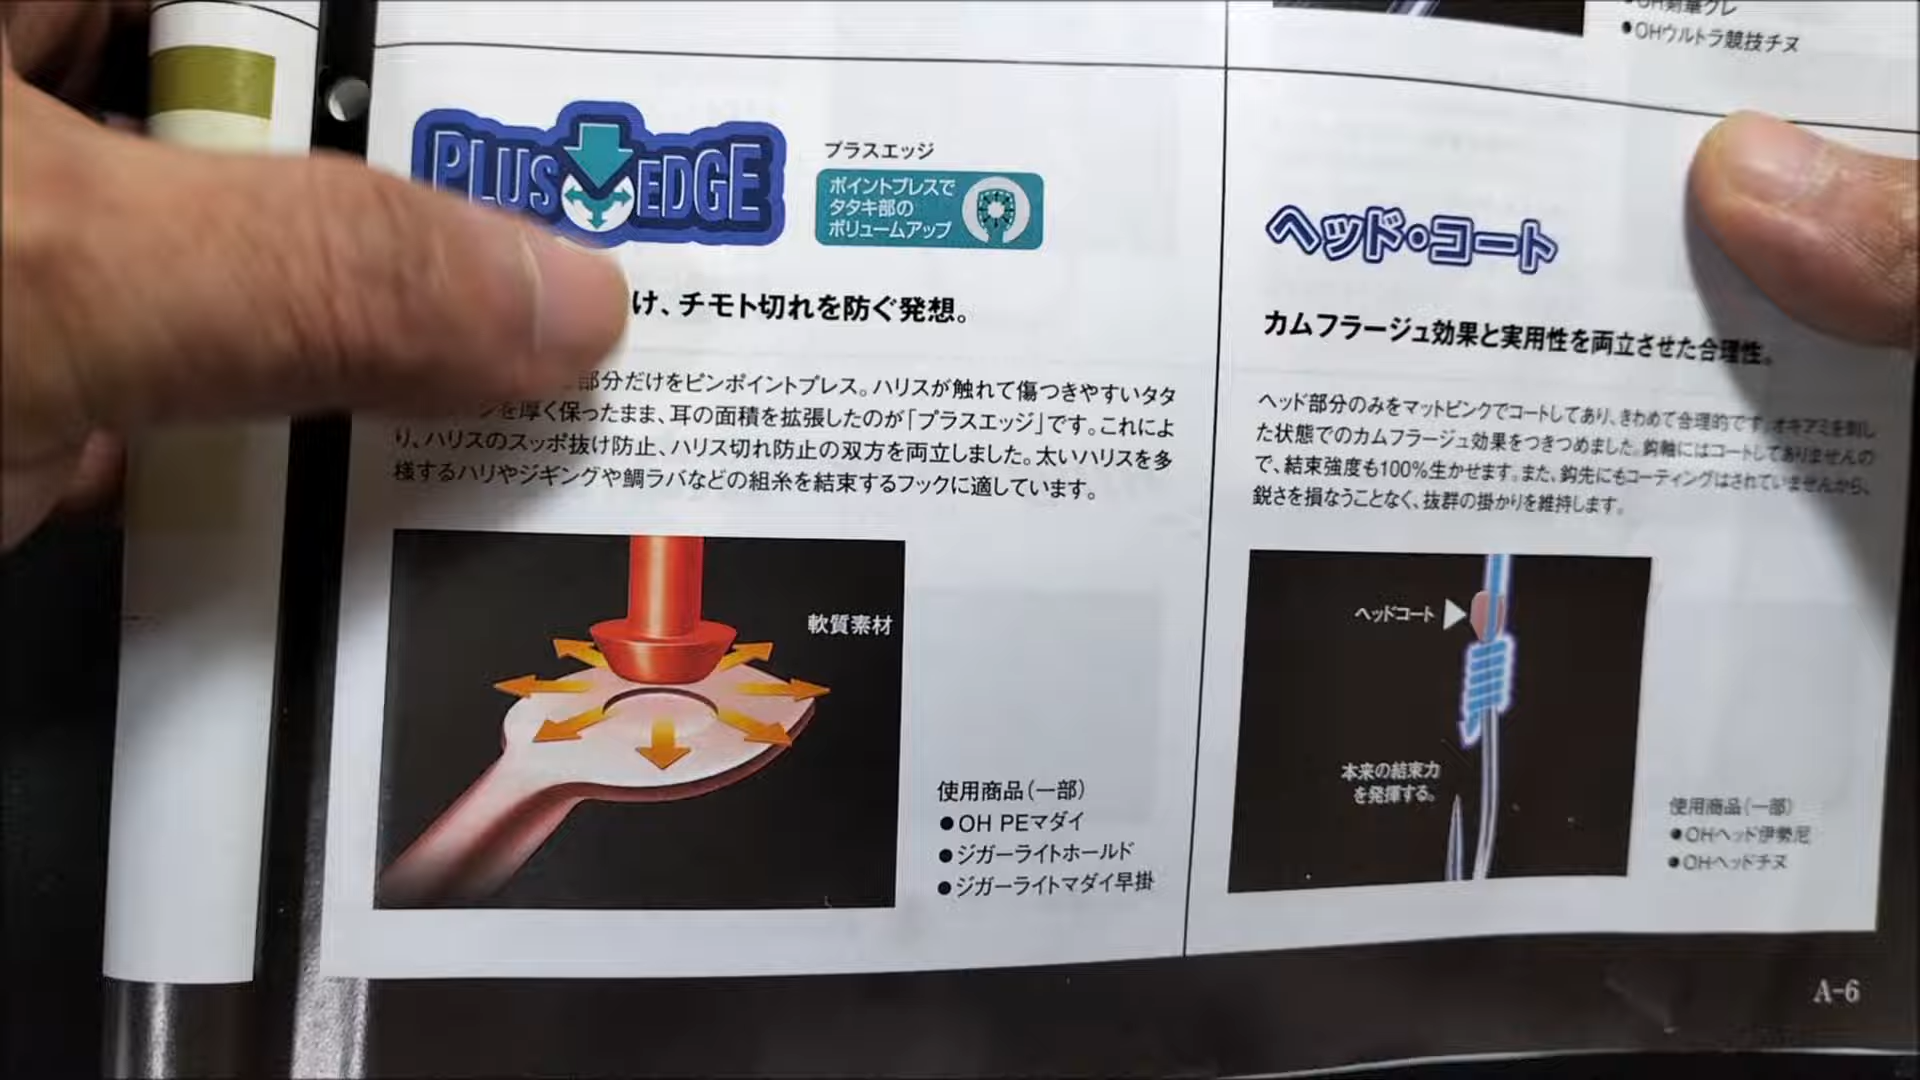 ●OH剣華グレ
●OHウルトラ競技チヌ
PLUS EDGE
プラスエッジ
ポイントプレスで
タタキ部の
ボリュームアップ
け、チモト切れを防ぐ発想。
部分だけをピンポイントプレス。ハリスが触れて傷つきやすいタタ
を厚く保ったまま、耳の面積を拡張したのが「プラスエッジ」です。これによ
り、ハリスのスッポ抜け防止、ハリス切れ防止の双方を両立しました。太いハリスを多
様するハリやジギングや鯛ラバなどの組糸を結束するフックに適しています。
軟質素材
使用商品(一部)
●OH PEマダイ
●ジガーライトホールド
●ジガーライトマダイ早掛
ヘッド・コート
カムフラージュ効果と実用性を両立させた合理性。
ヘッド部分のみをマットピンクでコートしてあり、きわめて合理的です。オキアミを刺し
た状態でのカムフラージュ効果をつきつめました。鈎軸にはコートしてありませんの
で、結束強度も100%生かせます。また、鈎先にもコーティングはされていませんから、
鋭さを損なうことなく、抜群の掛かりを維持します。
ヘッドコート
本来の結束力
を発揮する。
使用商品(一部)
●OHヘッド伊勢尼
●OHヘッドチヌ
A-6